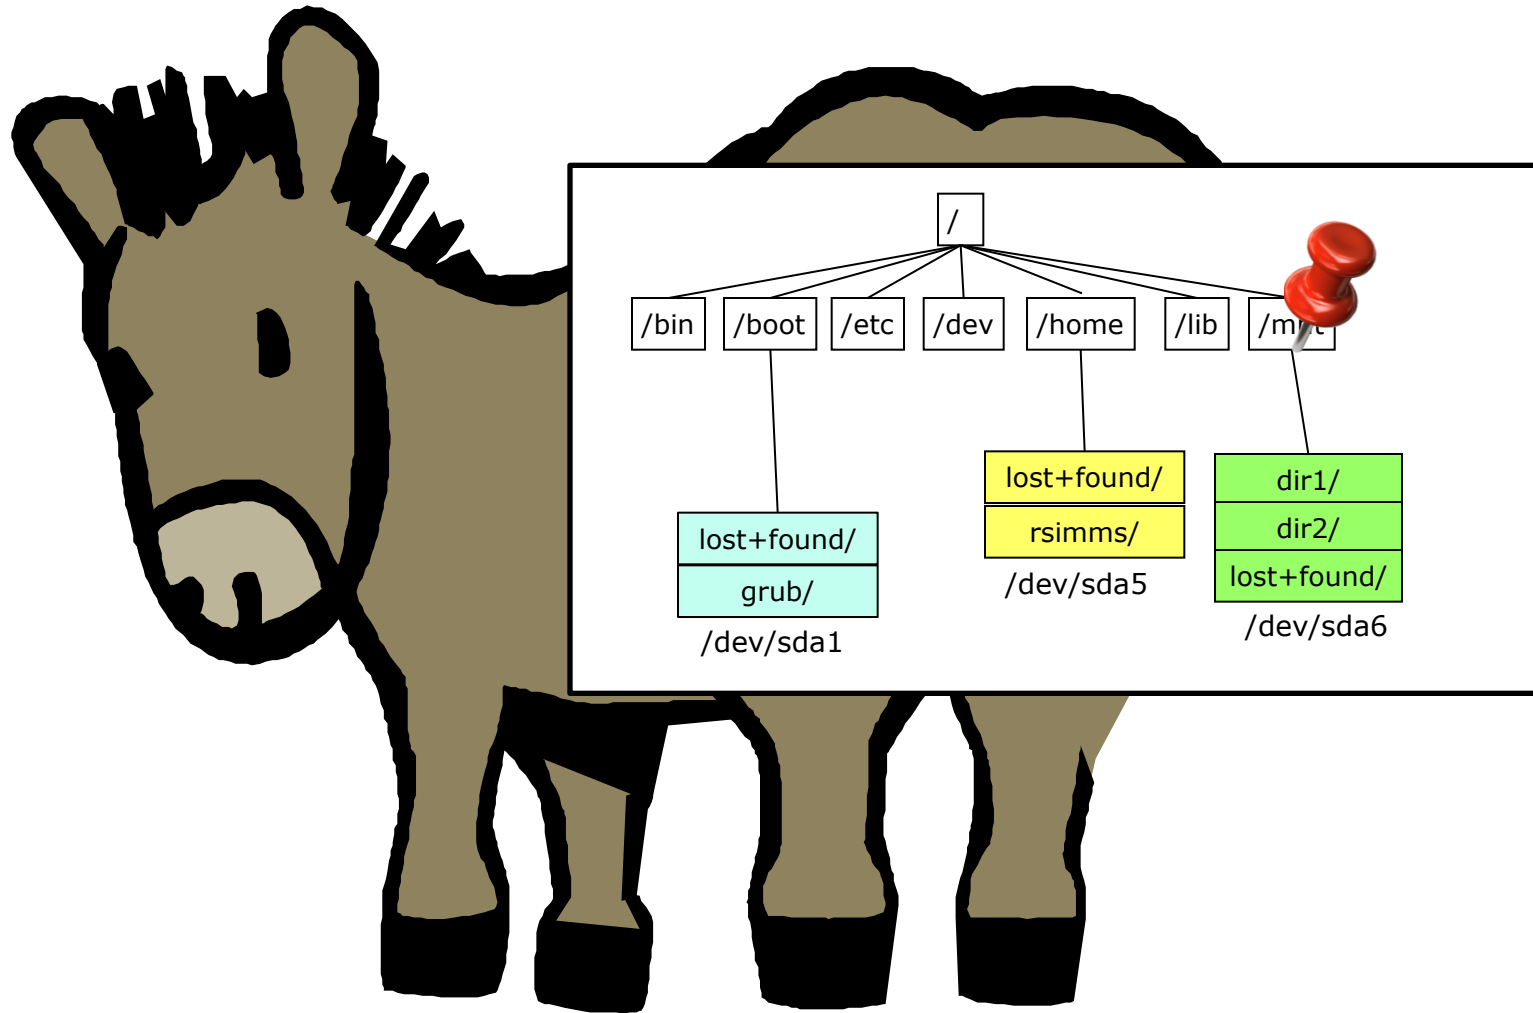 /
/bin /boot /etc /dev /home /lib
lost+found/
rsimms/
/dev/sda5
dir1/
dir2/
lost+found/
/dev/sda6
lost+found/
grub/
/dev/sda1